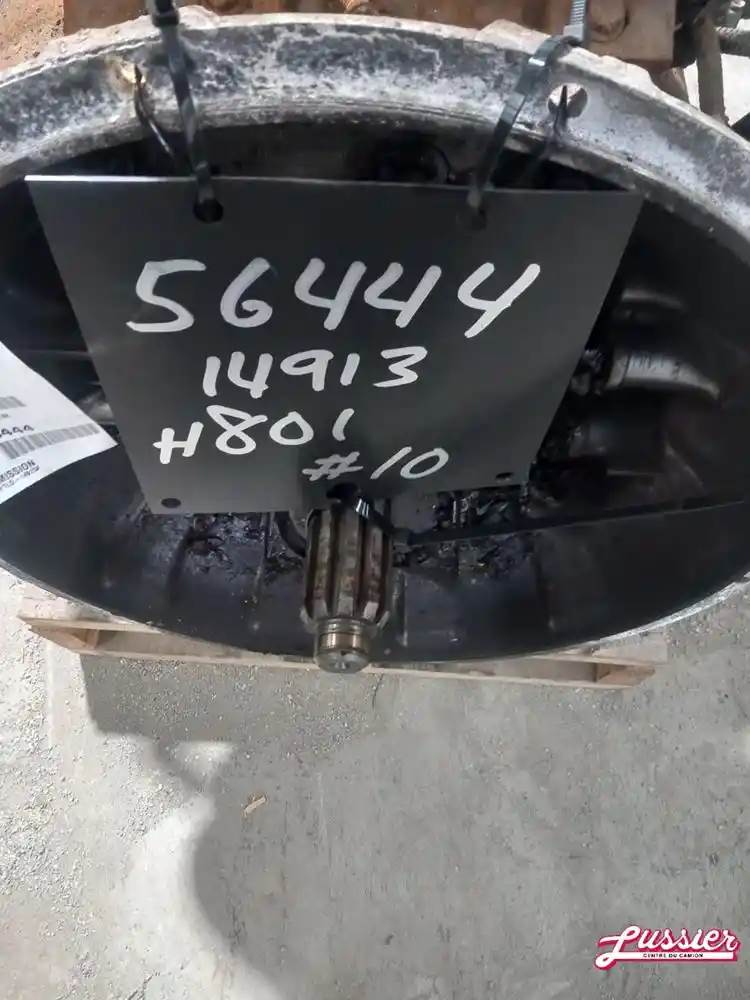 56444
14913
H801
#10
Lussier
CENTRE DU CAMION